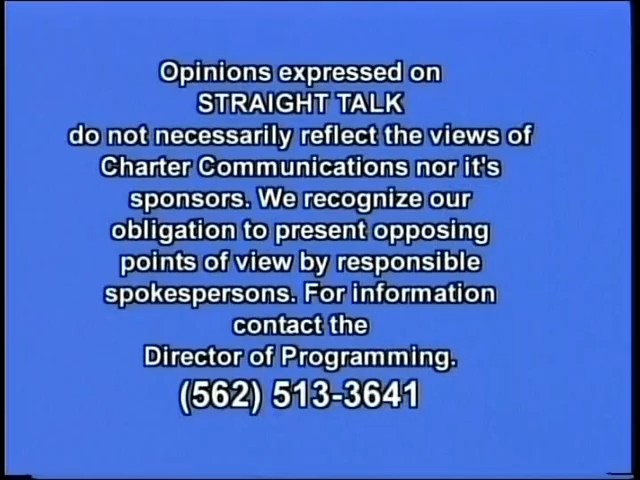 Opinions expressed on
STRAIGHT TALK
do not necessarily reflect the views of
Charter Communications nor it's
sponsors. We recognize our
obligation to present opposing
points of view by responsible
spokespersons. For information
contact the
Director of Programming.
(562) 513-3641